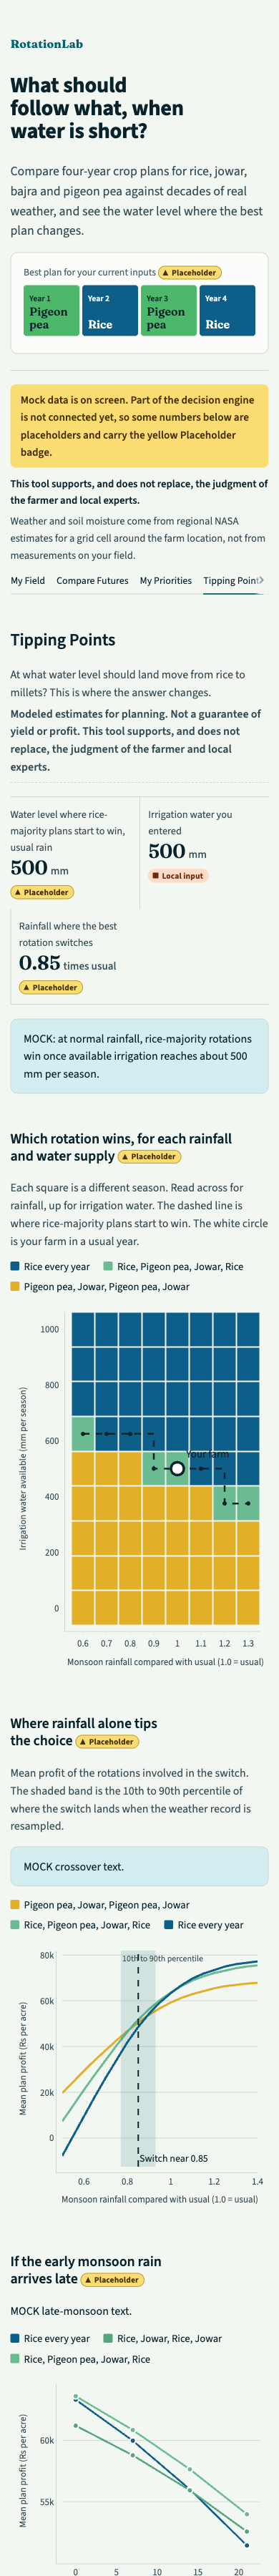 RotationLab
What should
follow what, when
water is short?
Compare four-year crop plans for rice, jowar,
bajra and pigeon pea against decades of real
weather, and see the water level where the best
plan changes.
Best plan for your current inputs ▲ Placeholder
Year 1
Pigeon
pea
Year 2
Rice
Year 3
Pigeon
pea
Year 4
Rice
Mock data is on screen. Part of the decision engine
is not connected yet, so some numbers below are
placeholders and carry the yellow Placeholder
badge.
This tool supports, and does not replace, the judgment of
the farmer and local experts.
Weather and soil moisture come from regional NASA
estimates for a grid cell around the farm location, not from
measurements on your field.
My Field Compare Futures My Priorities Tipping Point
Tipping Points
At what water level should land move from rice to
millets? This is where the answer changes.
Modeled estimates for planning. Not a guarantee of
yield or profit. This tool supports, and does not
replace, the judgment of the farmer and local
experts.
Water level where rice-
majority plans start to win,
usual rain
500 mm
▲ Placeholder
Irrigation water you
entered
500 mm
■ Local input
Rainfall where the best
rotation switches
0.85 times usual
▲ Placeholder
MOCK: at normal rainfall, rice-majority rotations
win once available irrigation reaches about 500
mm per season.
Which rotation wins, for each rainfall
and water supply ▲ Placeholder
Each square is a different season. Read across for
rainfall, up for irrigation water. The dashed line is
where rice-majority plans start to win. The white circle
is your farm in a usual year.
Rice every year Rice, Pigeon pea, Jowar, Rice
Pigeon pea, Jowar, Pigeon pea, Jowar
Irrigation water available (mm per season)
1000
800
600
400
200
0
Your farm
0.6 0.7 0.8 0.9 1 1.1 1.2 1.3
Monsoon rainfall compared with usual (1.0 = usual)
Where rainfall alone tips
the choice ▲ Placeholder
Mean profit of the rotations involved in the switch.
The shaded band is the 10th to 90th percentile of
where the switch lands when the weather record is
resampled.
MOCK crossover text.
Pigeon pea, Jowar, Pigeon pea, Jowar
Rice, Pigeon pea, Jowar, Rice Rice every year
Mean plan profit (Rs per acre)
80k
60k
40k
20k
0
10th to 90th percentile
Switch near 0.85
0.6 0.8 1 1.2 1.4
Monsoon rainfall compared with usual (1.0 = usual)
If the early monsoon rain
arrives late ▲ Placeholder
MOCK late-monsoon text.
Rice every year Rice, Jowar, Rice, Jowar
Rice, Pigeon pea, Jowar, Rice
Mean plan profit (Rs per acre)
60k
55k
0 5 10 15 20